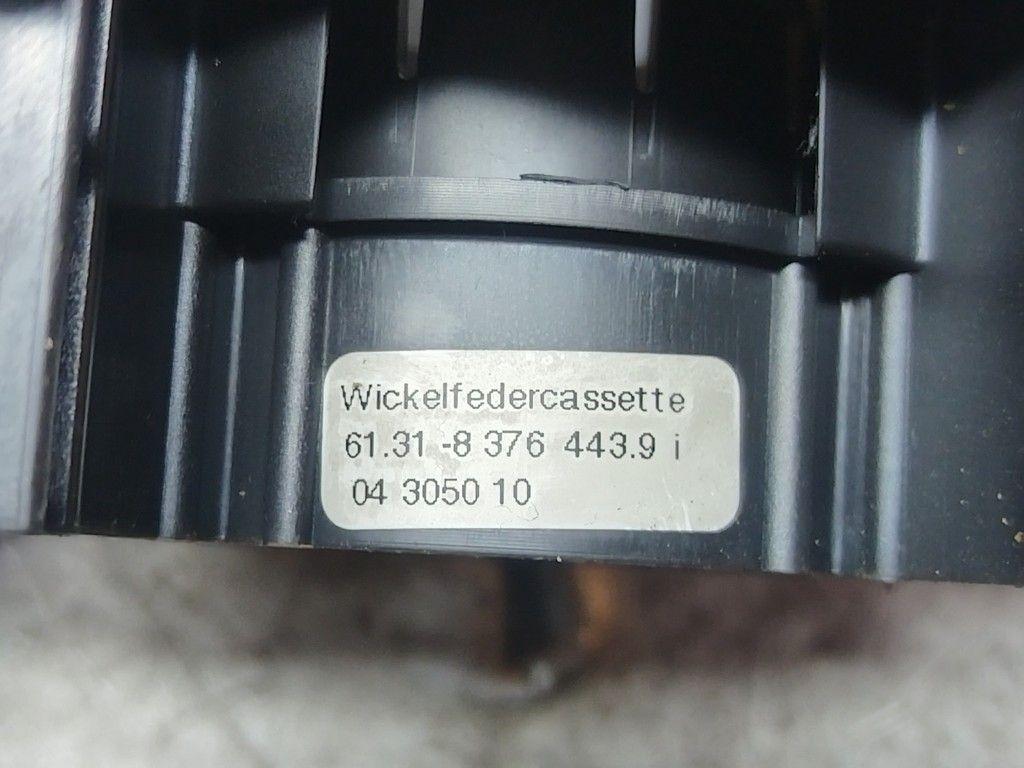 Wickelfedercassette
61.31 -8 376 443.9 i
04 3050 10